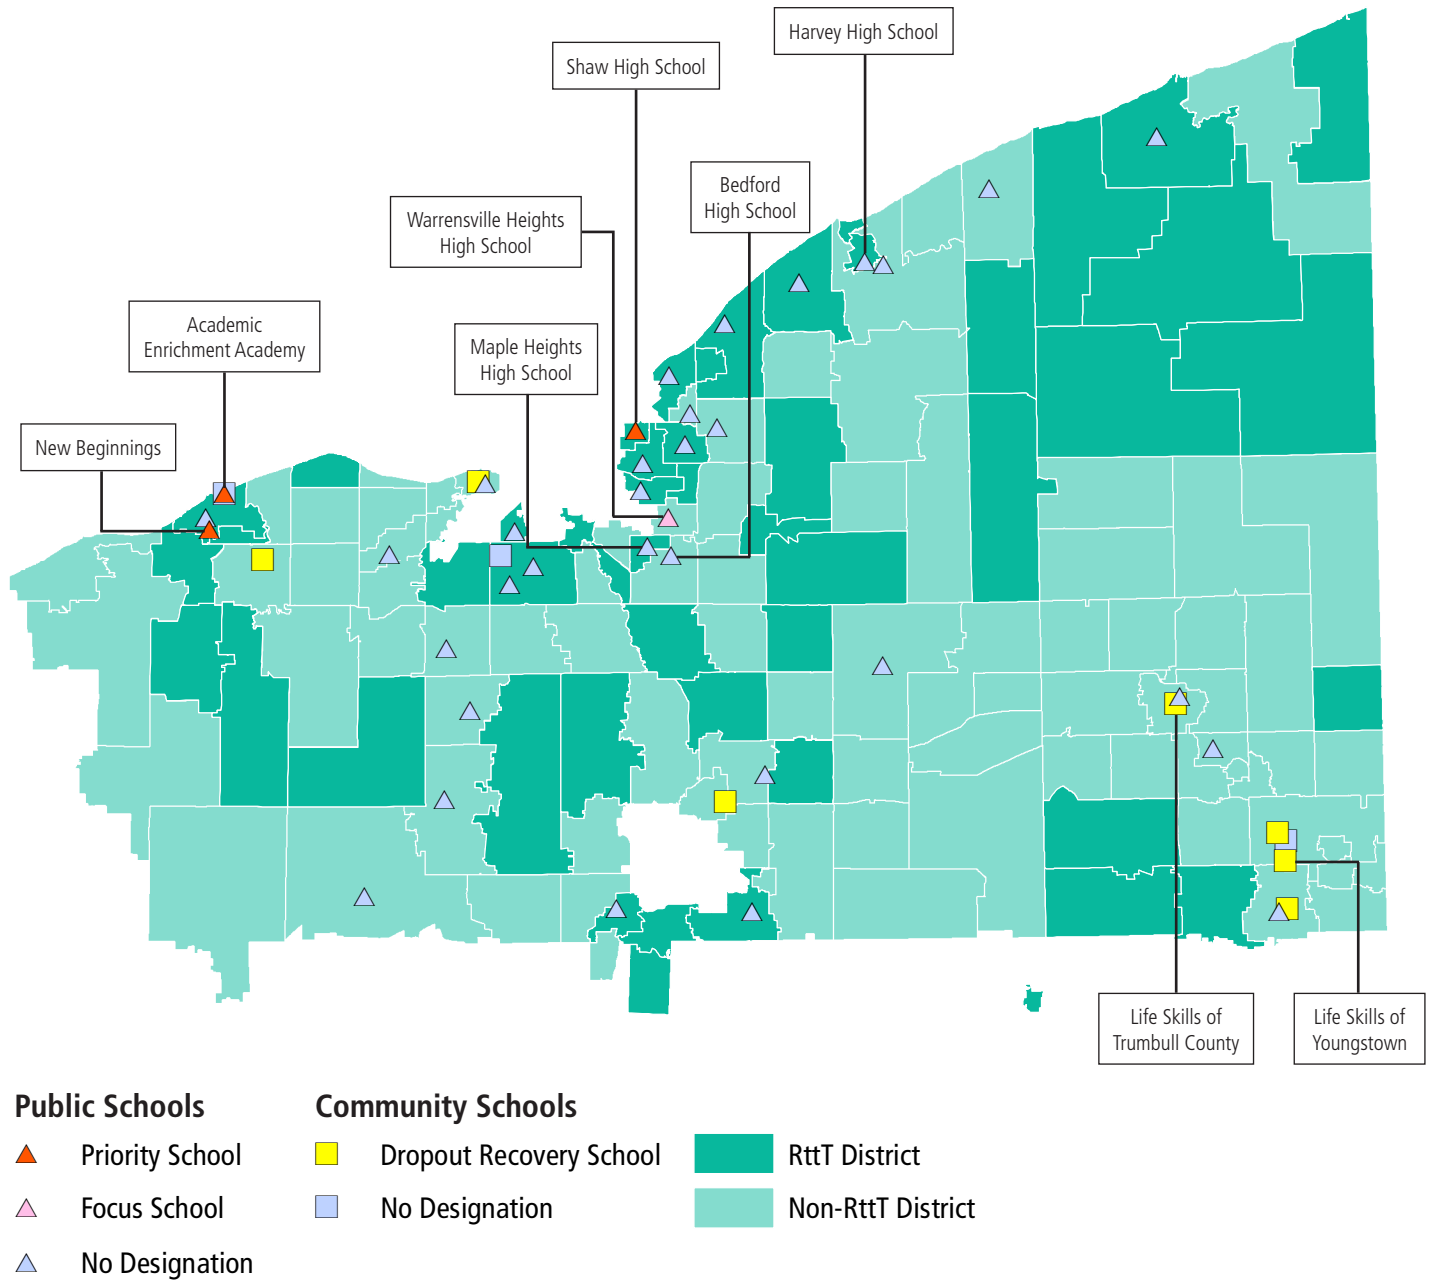 Harvey High School
Shaw High School
Bedford
High School
Warrensville Heights
High School
Academic
Enrichment Academy
Maple Heights
High School
New Beginnings
Life Skills of
Trumbull County
Life Skills of
Youngstown
Public Schools
Priority School
Focus School
No Designation
Community Schools
Dropout Recovery School
No Designation
RttT District
Non-RttT District